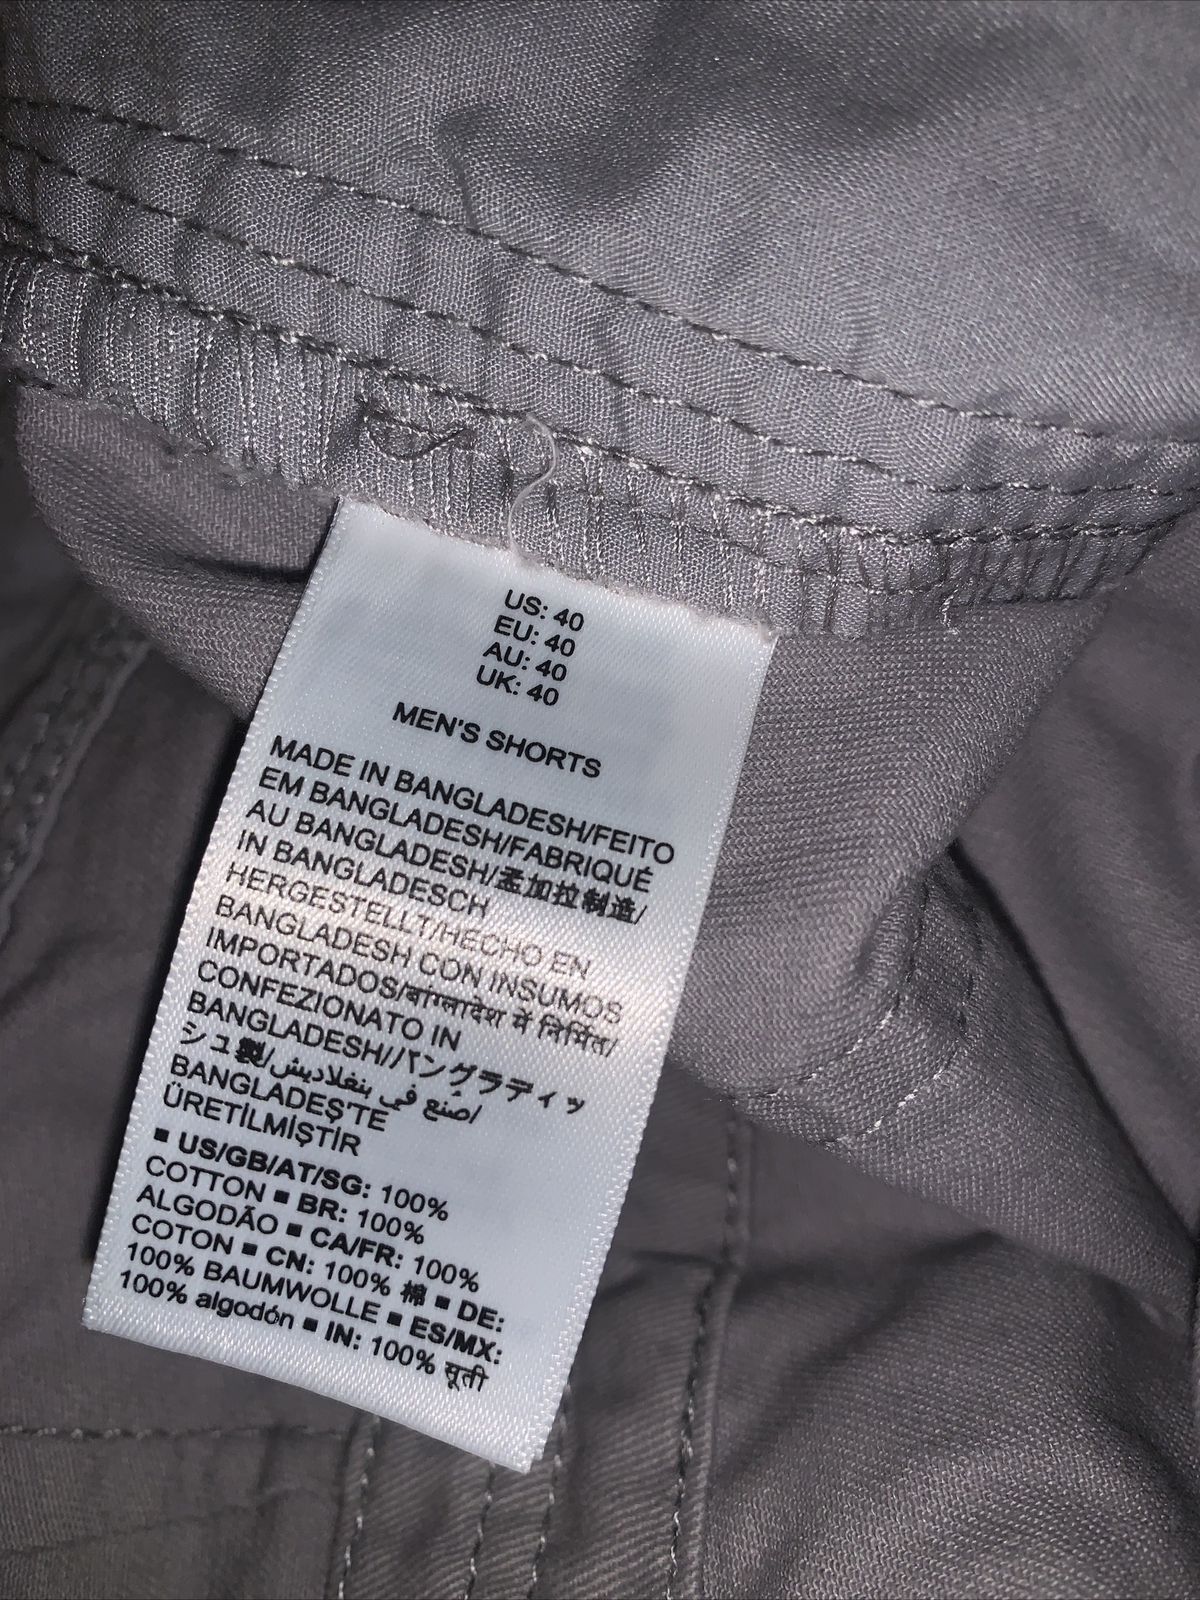 US: 40
EU: 40
AU: 40
UK: 40
MEN'S SHORTS
MADE IN BANGLADESH/FEITO
EM BANGLADESH/FABRIQUÉ
AU BANGLADESH/孟加拉制造/
IN BANGLADESCH
HERGESTELLT/HECHO EN
BANGLADESH CON INSUMOS
IMPORTADOS/बांग्लादेश में निर्मित/
CONFEZIONATO IN
BANGLADESH//バングラディッ
シュ製/صُنِع في بنغلاديش/
BANGLADEŞ'TE
ÜRETİLMİŞTİR
▪ US/GB/AT/SG: 100%
COTTON ▪ BR: 100%
ALGODÃO ▪ CA/FR: 100%
COTON ▪ CN: 100% 棉 ▪ DE:
100% BAUMWOLLE ▪ ES/MX:
100% algodón ▪ IN: 100% सूती